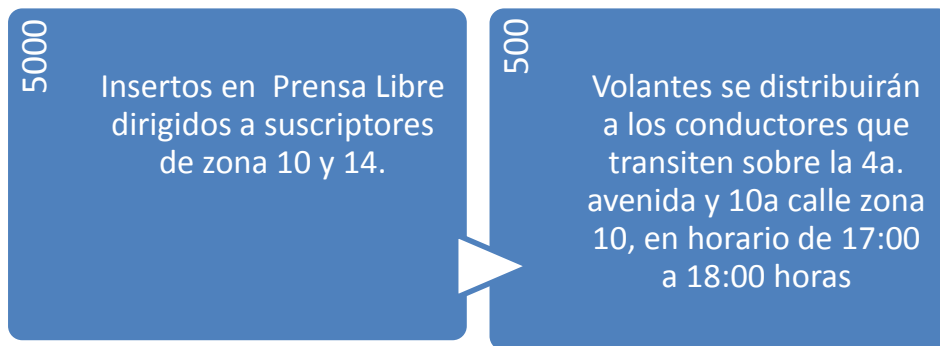 5000
Insertos en Prensa Libre
dirigidos a suscriptores
de zona 10 y 14.
500
Volantes se distribuirán
a los conductores que
transiten sobre la 4a.
avenida y 10a calle zona
10, en horario de 17:00
a 18:00 horas